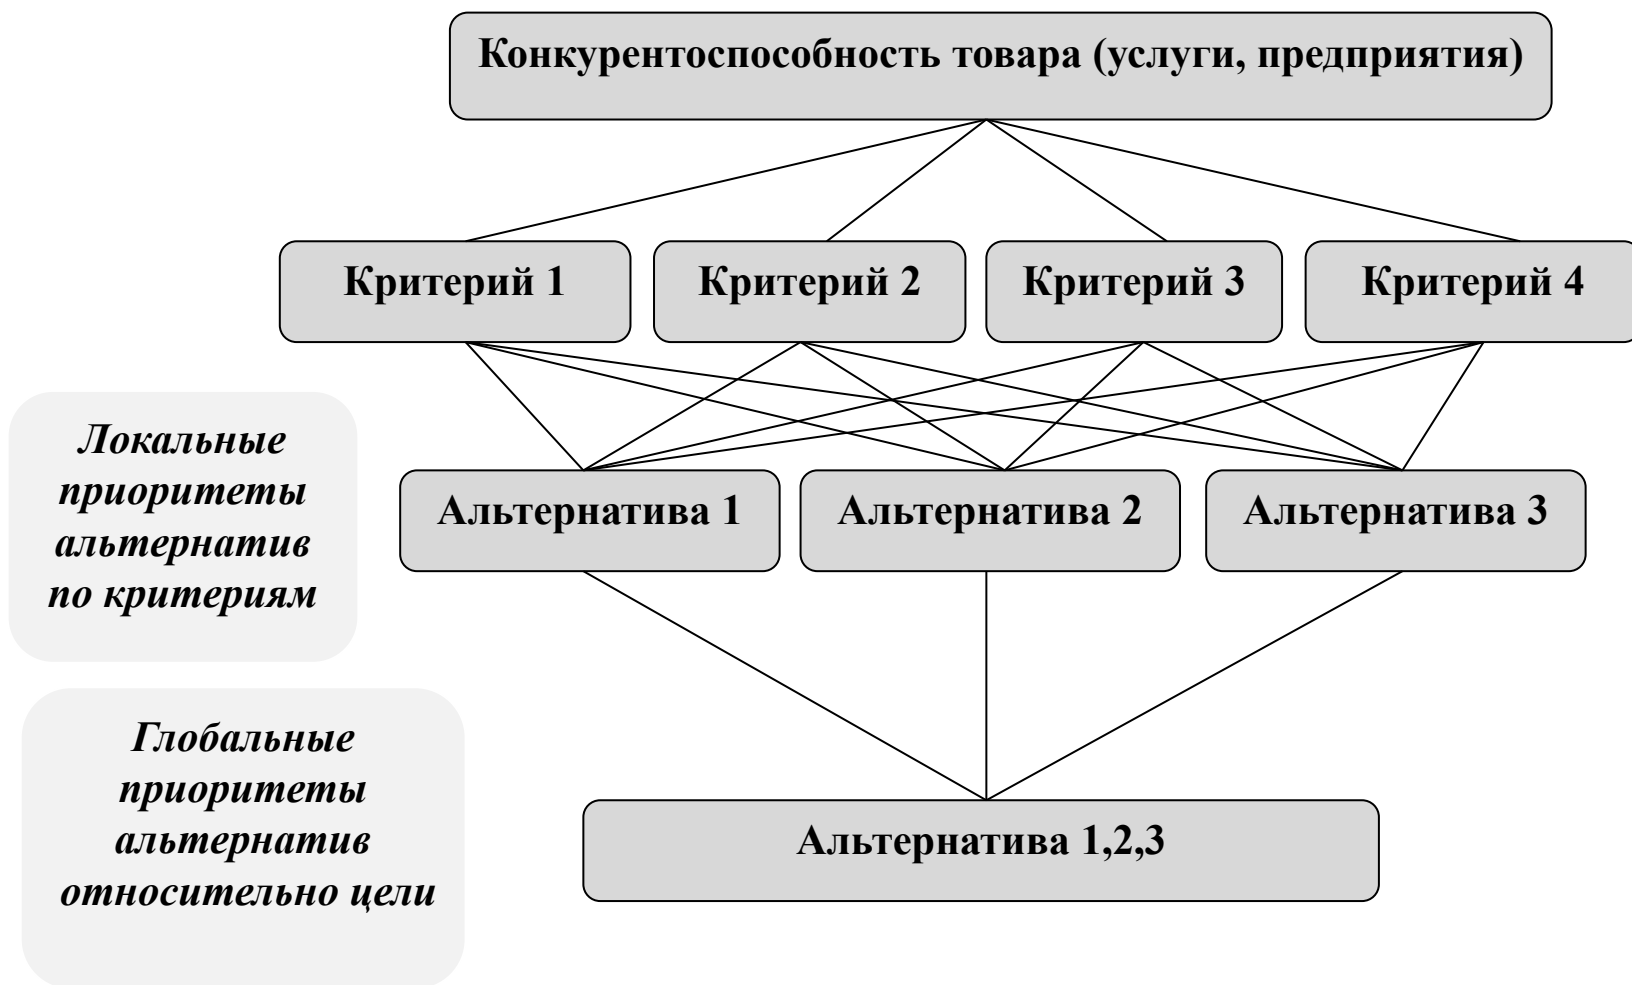 Конкурентоспособность товара (услуги, предприятия)
Критерий 1
Критерий 2
Критерий 3
Критерий 4
Локальные
приоритеты
альтернатив
по критериям
Альтернатива 1
Альтернатива 2
Альтернатива 3
Глобальные
приоритеты
альтернатив
относительно цели
Альтернатива 1,2,3